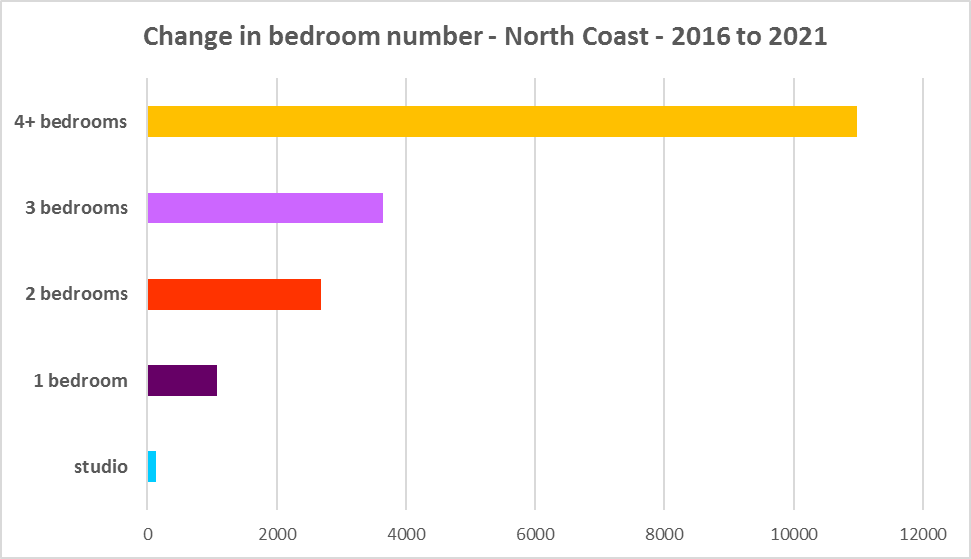 Change in bedroom number - North Coast - 2016 to 2021
4+ bedrooms
3 bedrooms
2 bedrooms
1 bedroom
studio
0 2000 4000 6000 8000 10000 12000